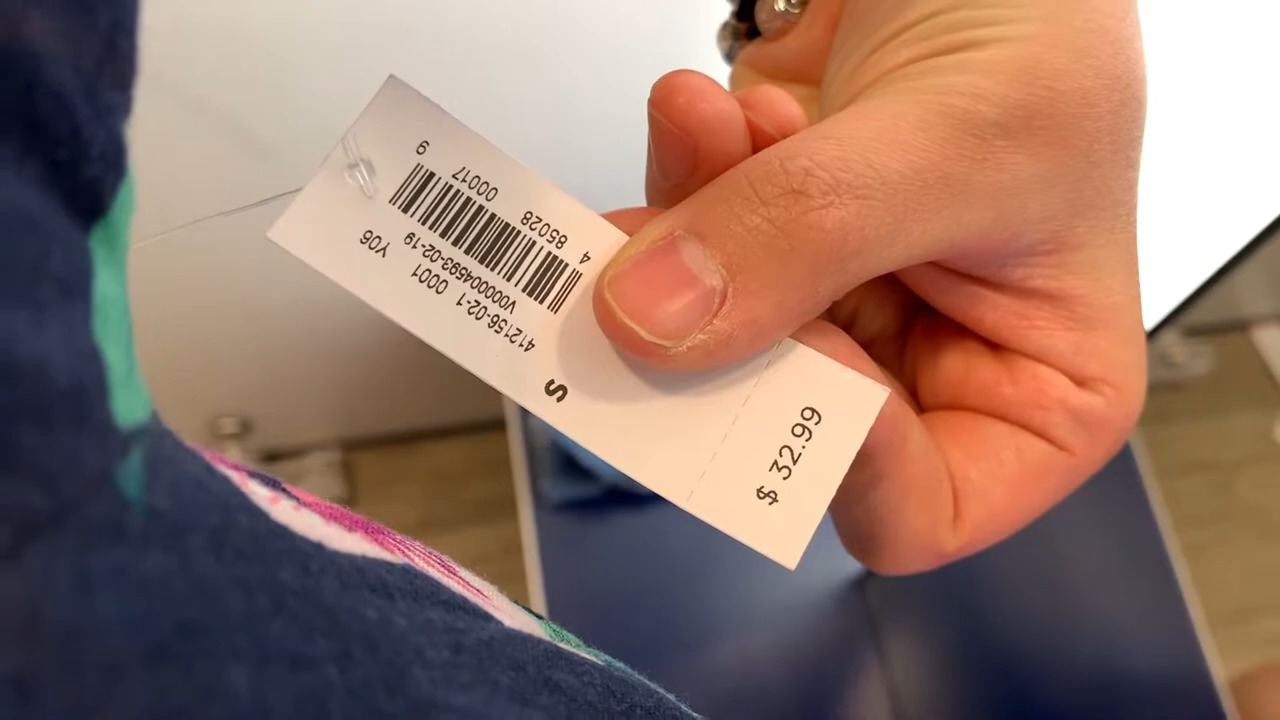 4 85028 00017 9
V000004593-02-19
412156-02-1 0001 Y06
S
$ 32.99